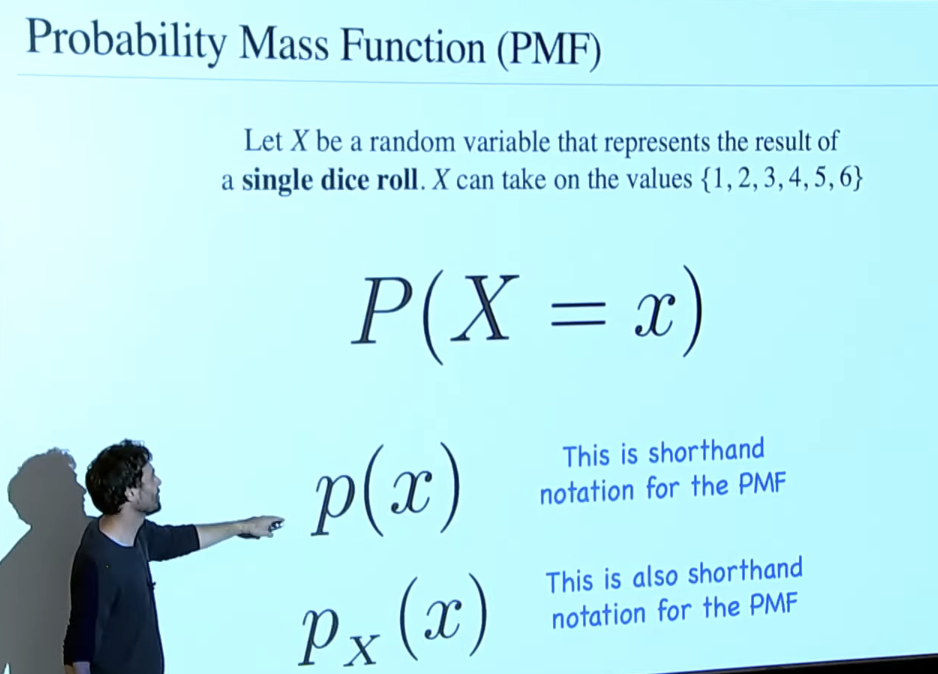 Probability Mass Function (PMF)
Let X be a random variable that represents the result of
a single dice roll. X can take on the values {1, 2, 3, 4, 5, 6}
P(X = x)
p(x)
This is shorthand
notation for the PMF
p_X(x)
This is also shorthand
notation for the PMF